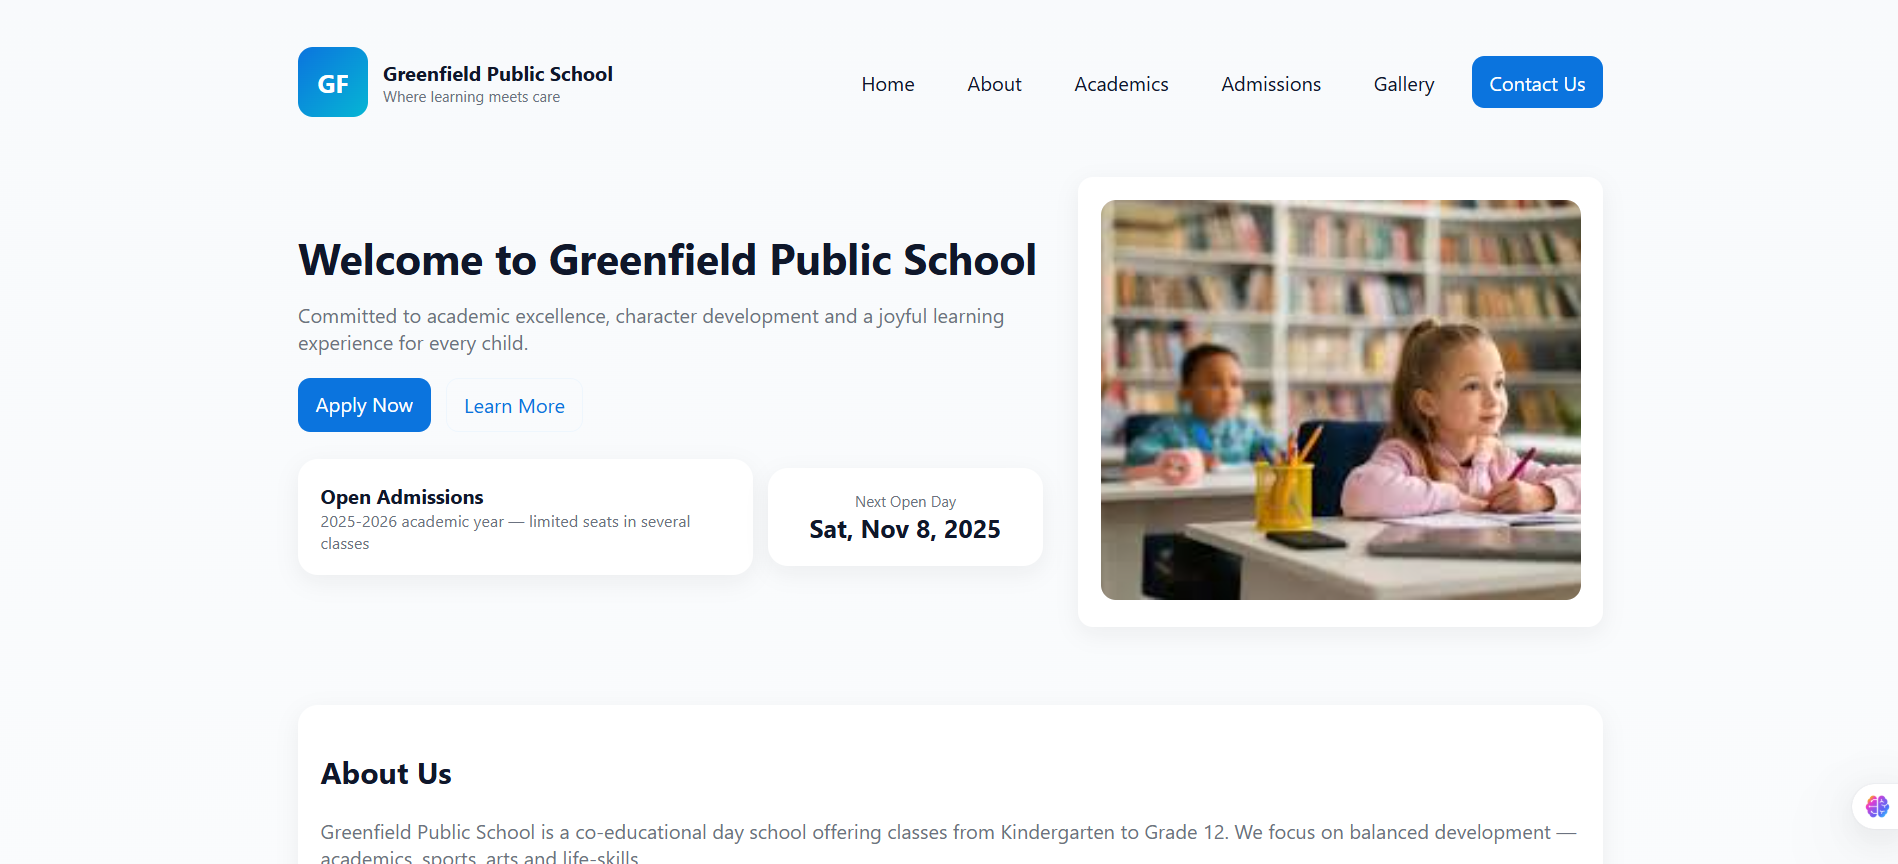 GF
Greenfield Public School
Where learning meets care
Home
About
Academics
Admissions
Gallery
Contact Us
Welcome to Greenfield Public School
Committed to academic excellence, character development and a joyful learning
experience for every child.
Apply Now
Learn More
Open Admissions
2025-2026 academic year — limited seats in several
classes
Next Open Day
Sat, Nov 8, 2025
About Us
Greenfield Public School is a co-educational day school offering classes from Kindergarten to Grade 12. We focus on balanced development —
academics, sports, arts and life-skills.